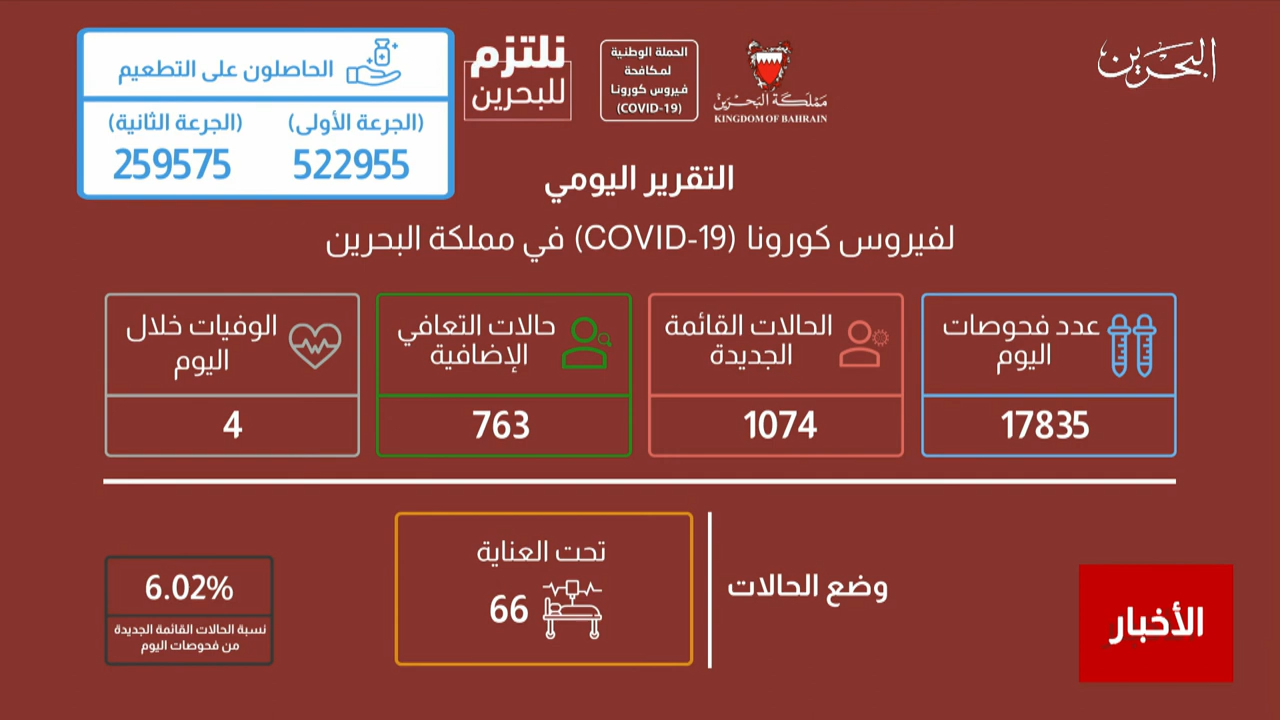 البحرين
مملكة البحرين
KINGDOM OF BAHRAIN
الحملة الوطنية
لمكافحة
فيروس كورونا
(COVID-19)
نلتزم
للبحرين
الحاصلون على التطعيم
(الجرعة الأولى)
522955
(الجرعة الثانية)
259575
التقرير اليومي
لفيروس كورونا (COVID-19) في مملكة البحرين
عدد فحوصات
اليوم
17835
الحالات القائمة
الجديدة
1074
حالات التعافي
الإضافية
763
الوفيات خلال
اليوم
4
وضع الحالات
تحت العناية
66
6.02%
نسبة الحالات القائمة الجديدة
من فحوصات اليوم
الأخبار